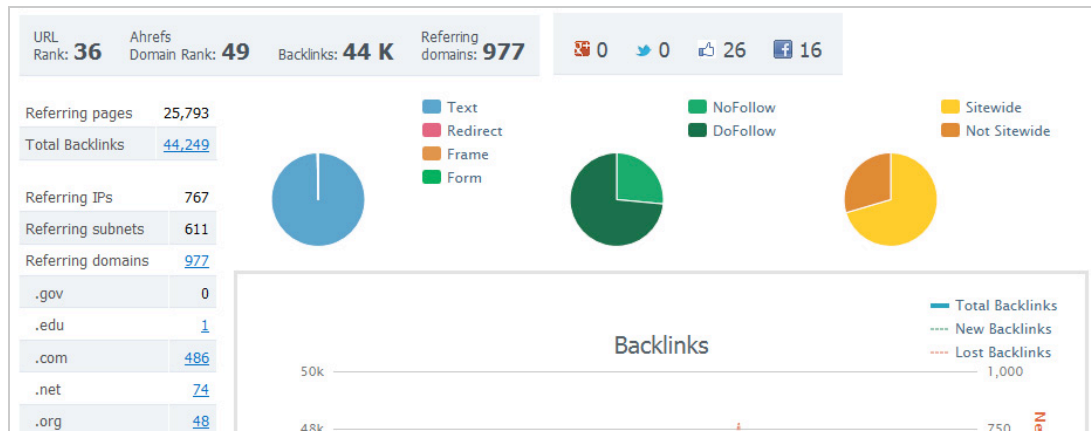 URL Rank: 36
Ahrefs Domain Rank: 49
Backlinks: 44 K
Referring domains: 977
0
0
26
16
Referring pages 25,793
Total Backlinks 44,249
Referring IPs 767
Referring subnets 611
Referring domains 977
.gov 0
.edu 1
.com 486
.net 74
.org 48
Text
Redirect
Frame
Form
NoFollow
DoFollow
Sitewide
Not Sitewide
Backlinks
Total Backlinks
New Backlinks
Lost Backlinks
50k
1,000
48k
750
Ne